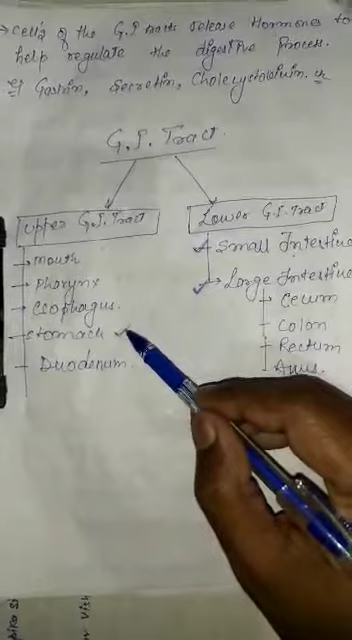 → Cells of the G.I tracts release Hormones to
help regulate the digestive process.
Eg Gastrin, Secretin, Cholecystokinin.
G.I. Tract.
Upper G.I. Tract
Lower G.I. Tract
Mouth
Pharynx
Esophagus.
Stomach ✓
Duodenum.
✓ Small Intestine
✓ Large Intestine
Cecum
Colon
Rectum
Anus.